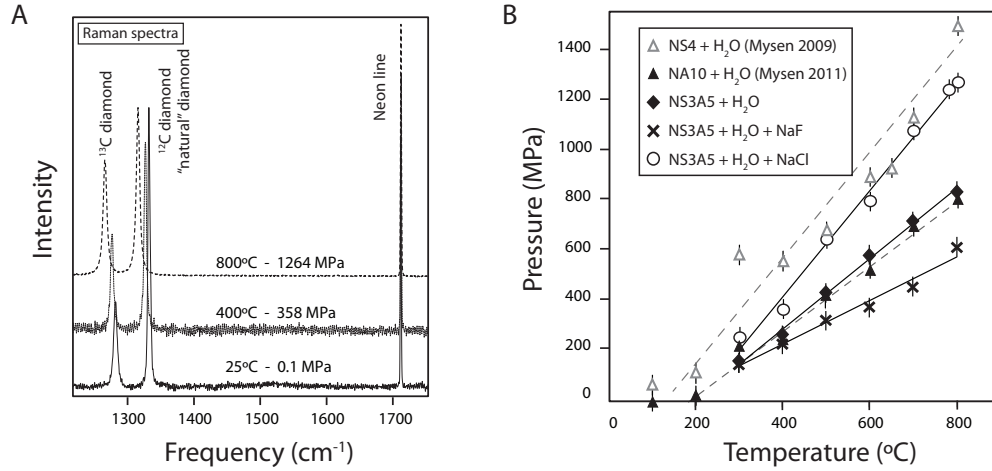 A
Raman spectra
¹³C diamond
¹²C diamond
"natural" diamond
Neon line
Intensity
800ºC - 1264 MPa
400ºC - 358 MPa
25ºC - 0.1 MPa
1300 1400 1500 1600 1700
Frequency (cm⁻¹)
B
NS4 + H₂O (Mysen 2009)
NA10 + H₂O (Mysen 2011)
NS3A5 + H₂O
NS3A5 + H₂O + NaF
NS3A5 + H₂O + NaCl
Pressure (MPa)
1400
1200
1000
800
600
400
200
0
200 400 600 800
Temperature (ºC)